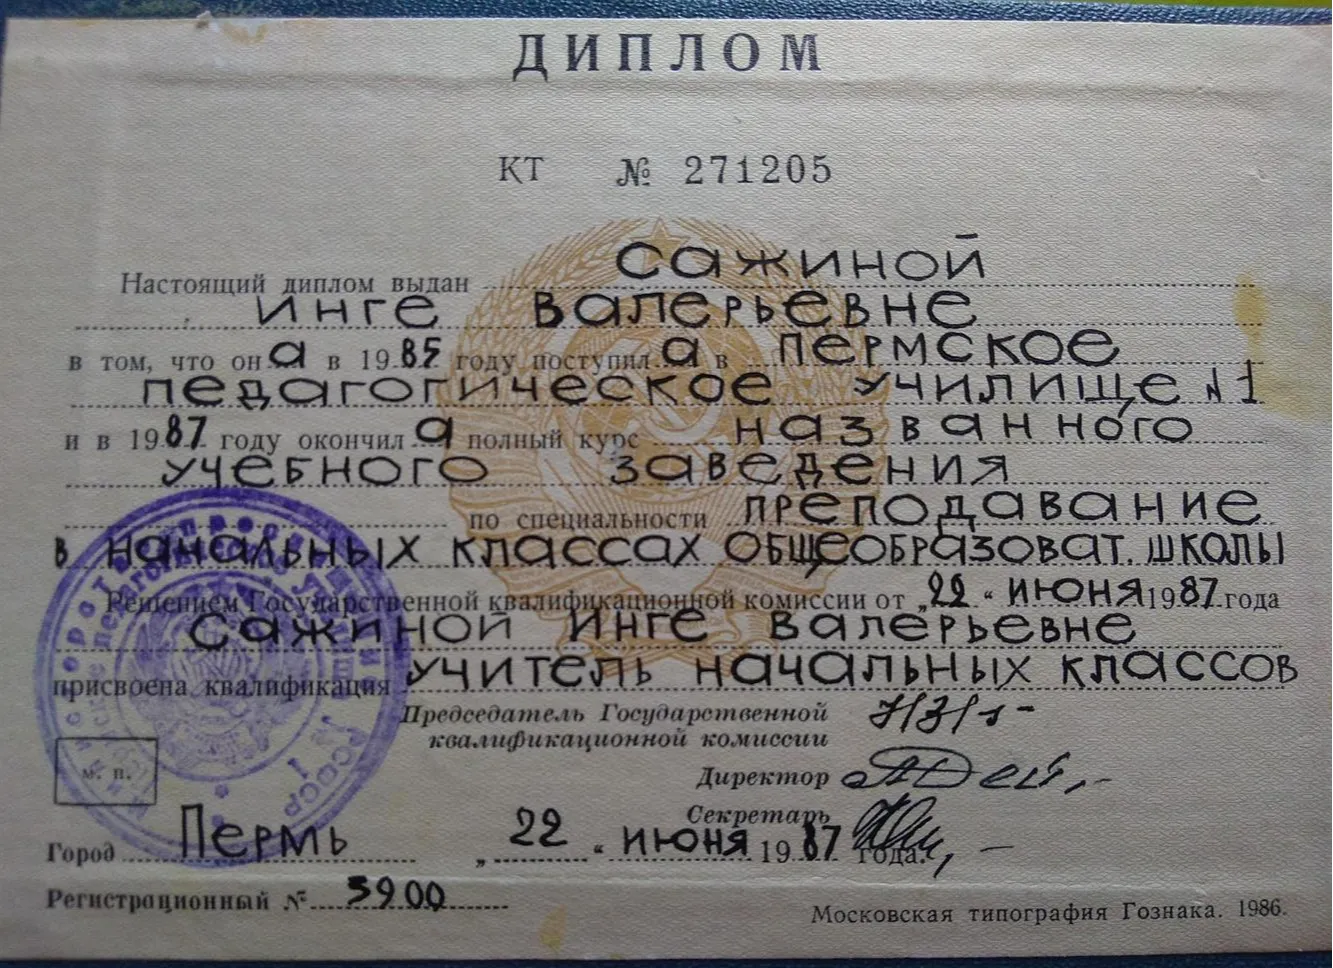 ДИПЛОМ
КТ № 271205
Настоящий диплом выдан Сажиной
Инге Валерьевне
в том, что она в 1985 году поступила в Пермское
педагогическое училище №1
и в 1987 году окончила полный курс названного
учебного заведения
по специальности преподавание
в начальных классах общеобразоват. школы
Решением Государственной квалификационной комиссии от „22“ июня 1987 года
Сажиной Инге Валерьевне
присвоена квалификация учитель начальных классов
Председатель Государственной
квалификационной комиссии
Директор
Секретарь
Город Пермь „22“ июня 1987 года.
м. п.
Регистрационный № 3900
Московская типография Гознака. 1986.